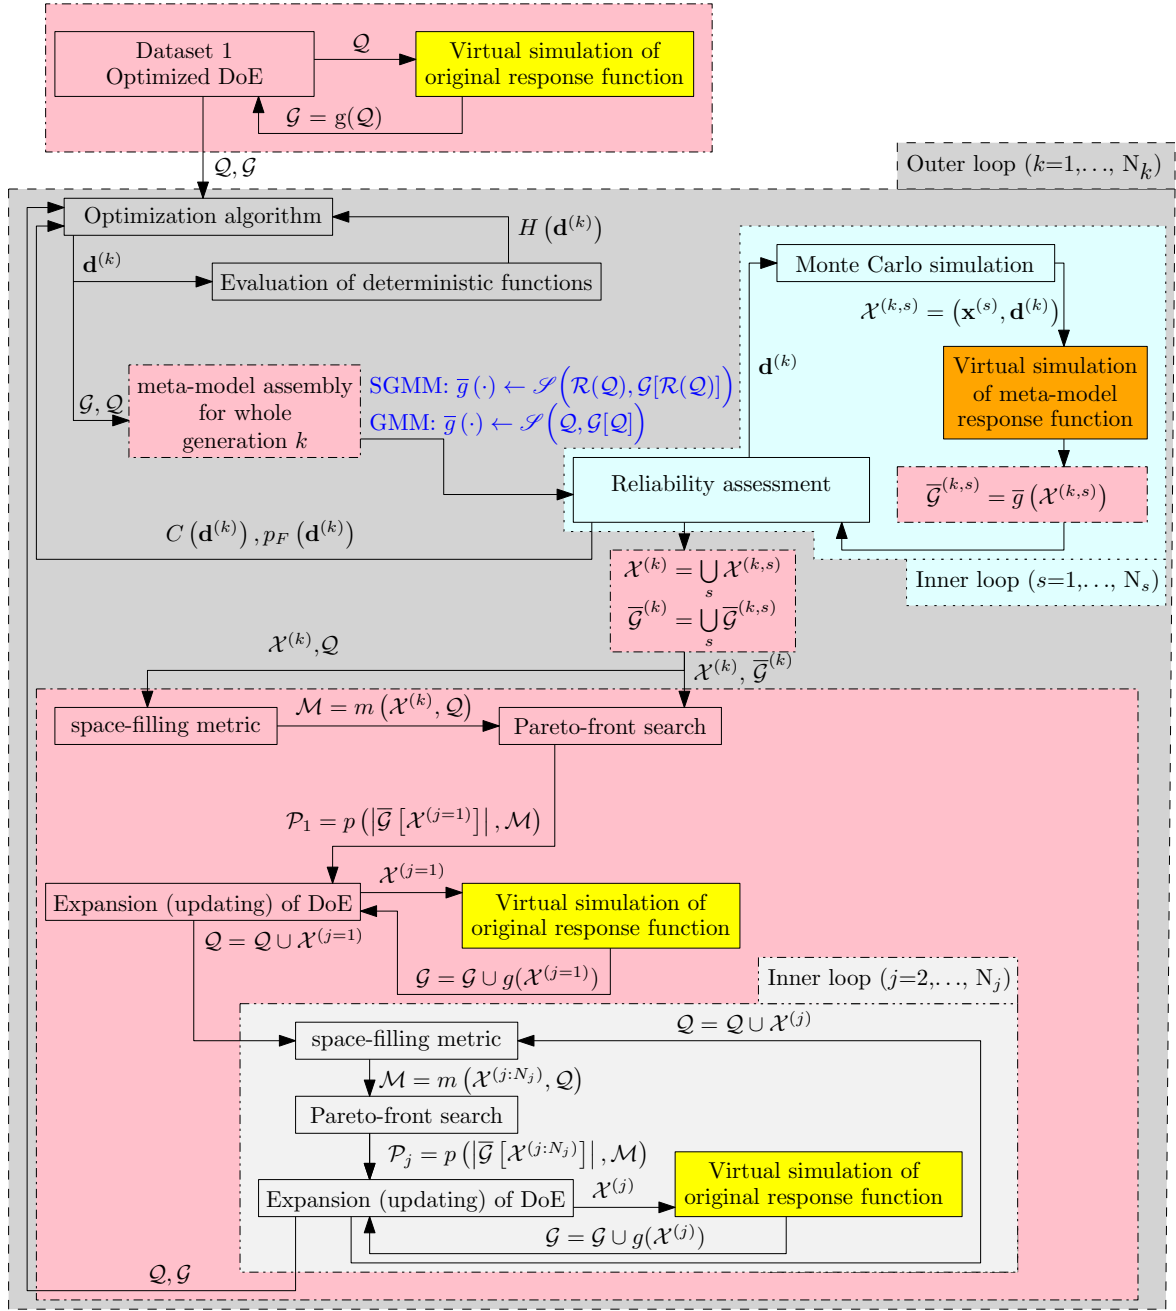 Dataset 1
Optimized DoE
𝒬
Virtual simulation of
original response function
𝒢 = g(𝒬)
𝒬, 𝒢
Outer loop (k=1,..., N_k)
Optimization algorithm
H (𝐝^(k))
𝐝^(k)
Evaluation of deterministic functions
Monte Carlo simulation
𝒳^(k,s) = (𝐱^(s), 𝐝^(k))
𝐝^(k)
Virtual simulation
of meta-model
response function
𝒢, 𝒬
meta-model assembly
for whole
generation k
SGMM: g̅ (·) ← 𝒮(ℛ(𝒬), 𝒢[ℛ(𝒬)])
GMM: g̅ (·) ← 𝒮(𝒬, 𝒢[𝒬])
Reliability assessment
𝒢̅^(k,s) = g̅ (𝒳^(k,s))
C (𝐝^(k)) , p_F (𝐝^(k))
Inner loop (s=1,..., N_s)
𝒳^(k) = ⋃_s 𝒳^(k,s)
𝒢̅^(k) = ⋃_s 𝒢̅^(k,s)
𝒳^(k),𝒬
𝒳^(k), 𝒢̅^(k)
space-filling metric
ℳ = m (𝒳^(k), 𝒬)
Pareto-front search
𝒫_1 = p (|𝒢̅ [𝒳^(j=1)]| , ℳ)
Expansion (updating) of DoE
𝒳^(j=1)
Virtual simulation of
original response function
𝒬 = 𝒬 ∪ 𝒳^(j=1)
𝒢 = 𝒢 ∪ g(𝒳^(j=1))
Inner loop (j=2,..., N_j)
𝒬 = 𝒬 ∪ 𝒳^(j)
space-filling metric
ℳ = m (𝒳^(j:N_j), 𝒬)
Pareto-front search
𝒫_j = p (|𝒢̅ [𝒳^(j:N_j)]| , ℳ)
Expansion (updating) of DoE
𝒳^(j)
Virtual simulation of
original response function
𝒢 = 𝒢 ∪ g(𝒳^(j))
𝒬, 𝒢